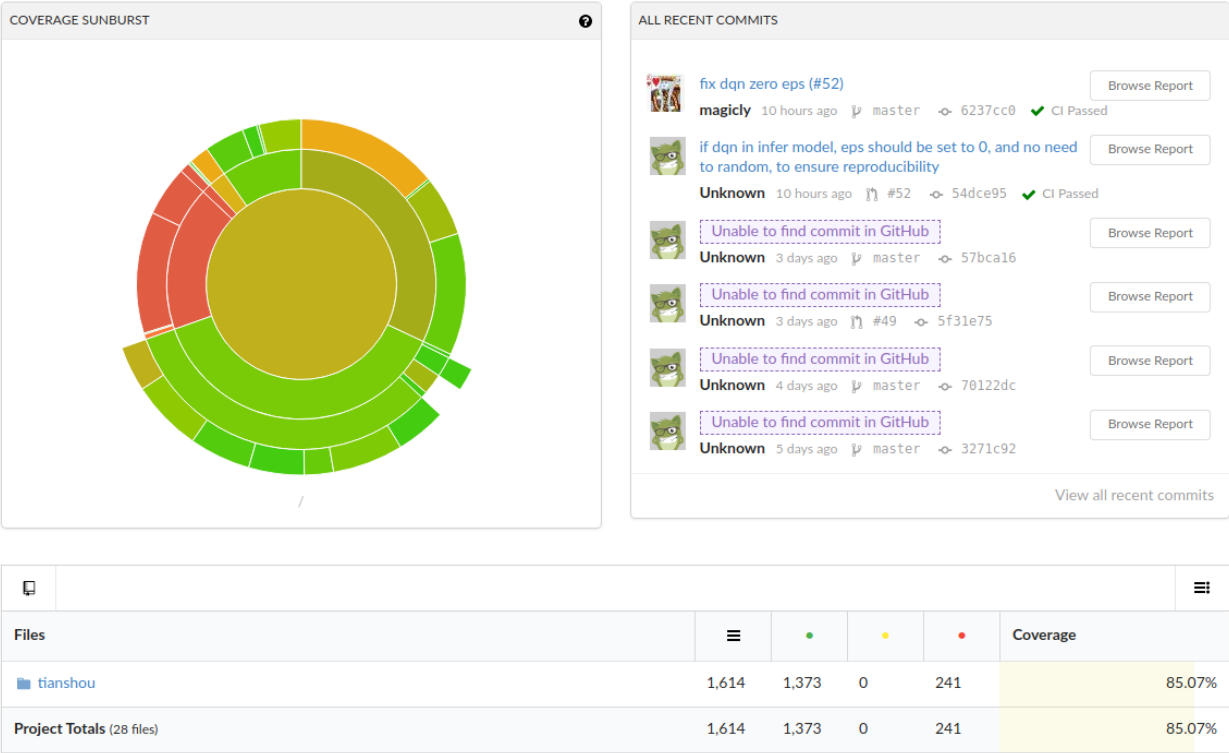 COVERAGE SUNBURST
/
ALL RECENT COMMITS
fix dqn zero eps (#52)
Browse Report
magicly 10 hours ago master 6237cc0 CI Passed
if dqn in infer model, eps should be set to 0, and no need
to random, to ensure reproducibility
Browse Report
Unknown 10 hours ago #52 54dce95 CI Passed
Unable to find commit in GitHub
Browse Report
Unknown 3 days ago master 57bca16
Unable to find commit in GitHub
Browse Report
Unknown 3 days ago #49 5f31e75
Unable to find commit in GitHub
Browse Report
Unknown 4 days ago master 70122dc
Unable to find commit in GitHub
Browse Report
Unknown 5 days ago master 3271c92
View all recent commits
Files Coverage
tianshou 1,614 1,373 0 241 85.07%
Project Totals (28 files) 1,614 1,373 0 241 85.07%